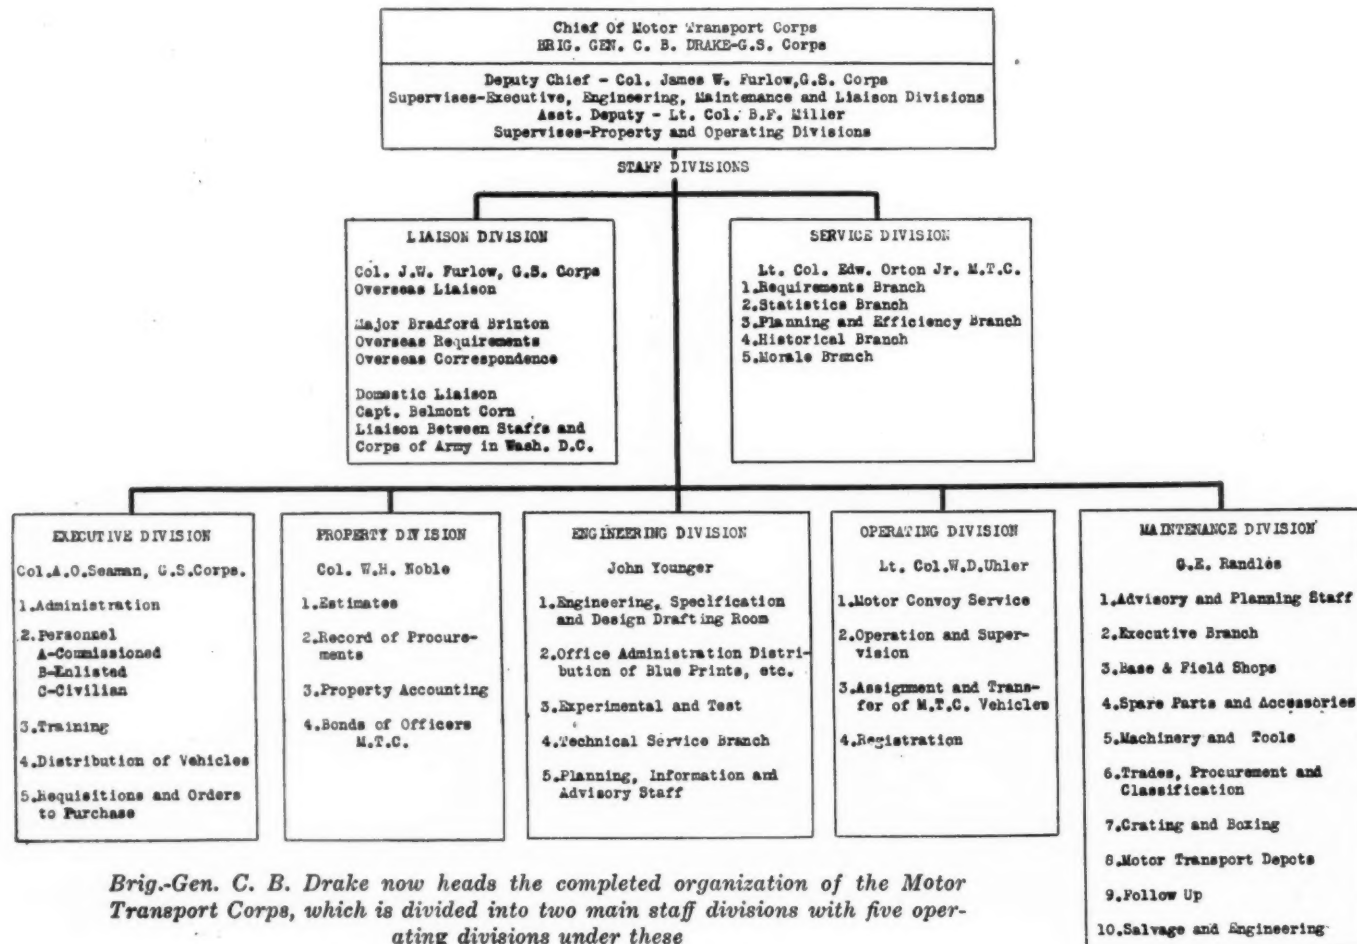 Chief Of Motor Transport Corps
BRIG. GEN. C. B. DRAKE-G.S. Corps
Deputy Chief - Col. James W. Furlow,G.S. Corps
Supervises-Executive, Engineering, Maintenance and Liaison Divisions
Asst. Deputy - Lt. Col. B.F. Miller
Supervises-Property and Operating Divisions
STAFF DIVISIONS
LIAISON DIVISION
Col. J.W. Furlow, G.S. Corps
Overseas Liaison
Major Bradford Brinton
Overseas Requirements
Overseas Correspondence
Domestic Liaison
Capt. Belmont Corn
Liaison Between Staffs and
Corps of Army in Wash. D.C.
SERVICE DIVISION
Lt. Col. Edw. Orton Jr. M.T.C.
1.Requirements Branch
2.Statistics Branch
3.Planning and Efficiency Branch
4.Historical Branch
5.Morale Branch
EXECUTIVE DIVISION
Col.A.O.Seaman, G.S.Corps.
1.Administration
2.Personnel
A-Commissioned
B-Enlisted
C-Civilian
3.Training
4.Distribution of Vehicles
5.Requisitions and Orders
to Purchase
PROPERTY DIVISION
Col. W.H. Noble
1.Estimates
2.Record of Procure-
ments
3.Property Accounting
4.Bonds of Officers
M.T.C.
ENGINEERING DIVISION
John Younger
1.Engineering, Specification
and Design Drafting Room
2.Office Administration Distri-
bution of Blue Prints, etc.
3.Experimental and Test
4.Technical Service Branch
5.Planning, Information and
Advisory Staff
OPERATING DIVISION
Lt. Col.W.D.Uhler
1.Motor Convoy Service
2.Operation and Super-
vision
3.Assignment and Trans-
fer of M.T.C. Vehicles
4.Registration
MAINTENANCE DIVISION
G.E. Randles
1.Advisory and Planning Staff
2.Executive Branch
3.Base & Field Shops
4.Spare Parts and Accessories
5.Machinery and Tools
6.Trades, Procurement and
Classification
7.Crating and Boxing
8.Motor Transport Depots
9.Follow Up
10.Salvage and Engineering
Brig.-Gen. C. B. Drake now heads the completed organization of the Motor
Transport Corps, which is divided into two main staff divisions with five oper-
ating divisions under these